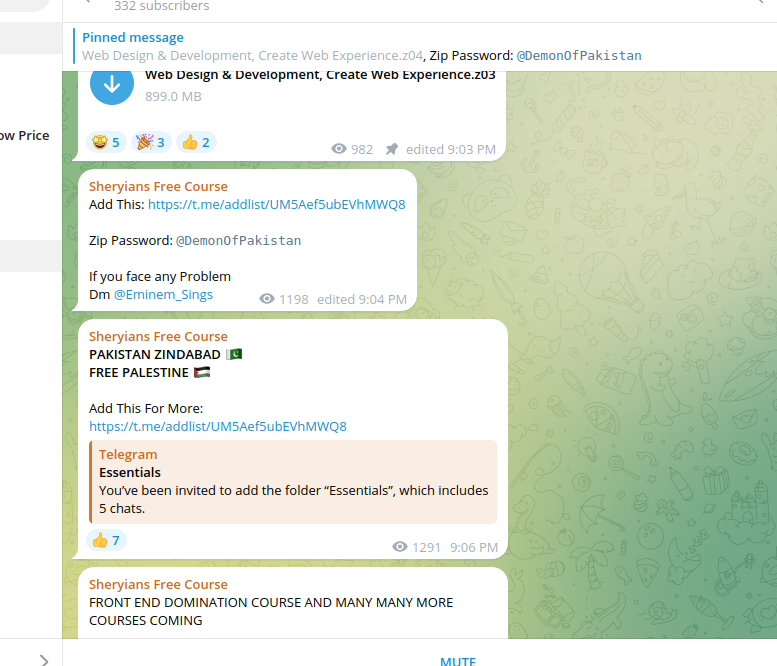 332 subscribers
Pinned message
Web Design & Development, Create Web Experience.z04, Zip Password: @DemonOfPakistan
Web Design & Development, Create Web Experience.z03
899.0 MB
ow Price
5 3 2
982 edited 9:03 PM
Sheryians Free Course
Add This: https://t.me/addlist/UM5Aef5ubEVhMWQ8
Zip Password: @DemonOfPakistan
If you face any Problem
Dm @Eminem_Sings
1198 edited 9:04 PM
Sheryians Free Course
PAKISTAN ZINDABAD 🇵🇰
FREE PALESTINE 🇵🇸
Add This For More:
https://t.me/addlist/UM5Aef5ubEVhMWQ8
Telegram
Essentials
You’ve been invited to add the folder “Essentials”, which includes
5 chats.
7
1291 9:06 PM
Sheryians Free Course
FRONT END DOMINATION COURSE AND MANY MANY MORE
COURSES COMING
MUTE